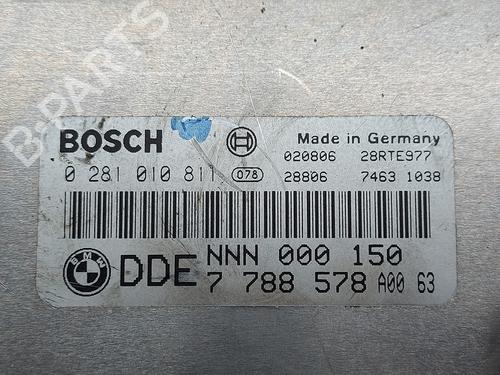 B-PARTS
BOSCH
Made in Germany
020806 28RTE977
0 281 010 811 078
28806 7463 1038
BMW
DDE NNN 000 150
7 788 578 A00 63